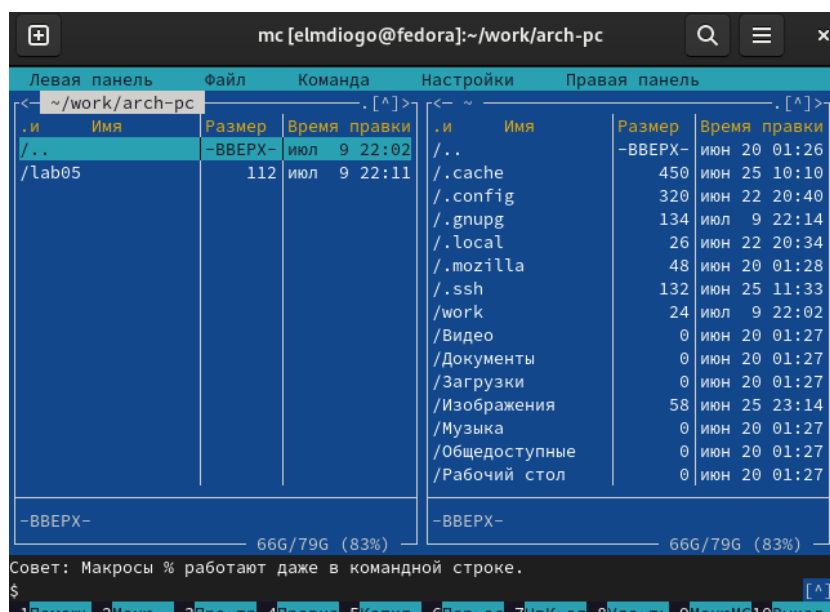 mc [elmdiogo@fedora]:~/work/arch-pc
Левая панель Файл Команда Настройки Правая панель
<— ~/work/arch-pc .[^]>
.и Имя Размер Время правки
/.. -ВВЕРХ- июл 9 22:02
/lab05 112 июл 9 22:11
-ВВЕРХ-
66G/79G (83%)
<— ~ .[^]>
.и Имя Размер Время правки
/.. -ВВЕРХ- июн 20 01:26
/.cache 450 июн 25 10:10
/.config 320 июн 22 20:40
/.gnupg 134 июл 9 22:14
/.local 26 июн 22 20:34
/.mozilla 48 июн 20 01:28
/.ssh 132 июн 25 11:33
/work 24 июл 9 22:02
/Видео 0 июн 20 01:27
/Документы 0 июн 20 01:27
/Загрузки 0 июн 20 01:27
/Изображения 58 июн 25 23:14
/Музыка 0 июн 20 01:27
/Общедоступные 0 июн 20 01:27
/Рабочий стол 0 июн 20 01:27
-ВВЕРХ-
66G/79G (83%)
Совет: Макросы % работают даже в командной строке.
$ [^]